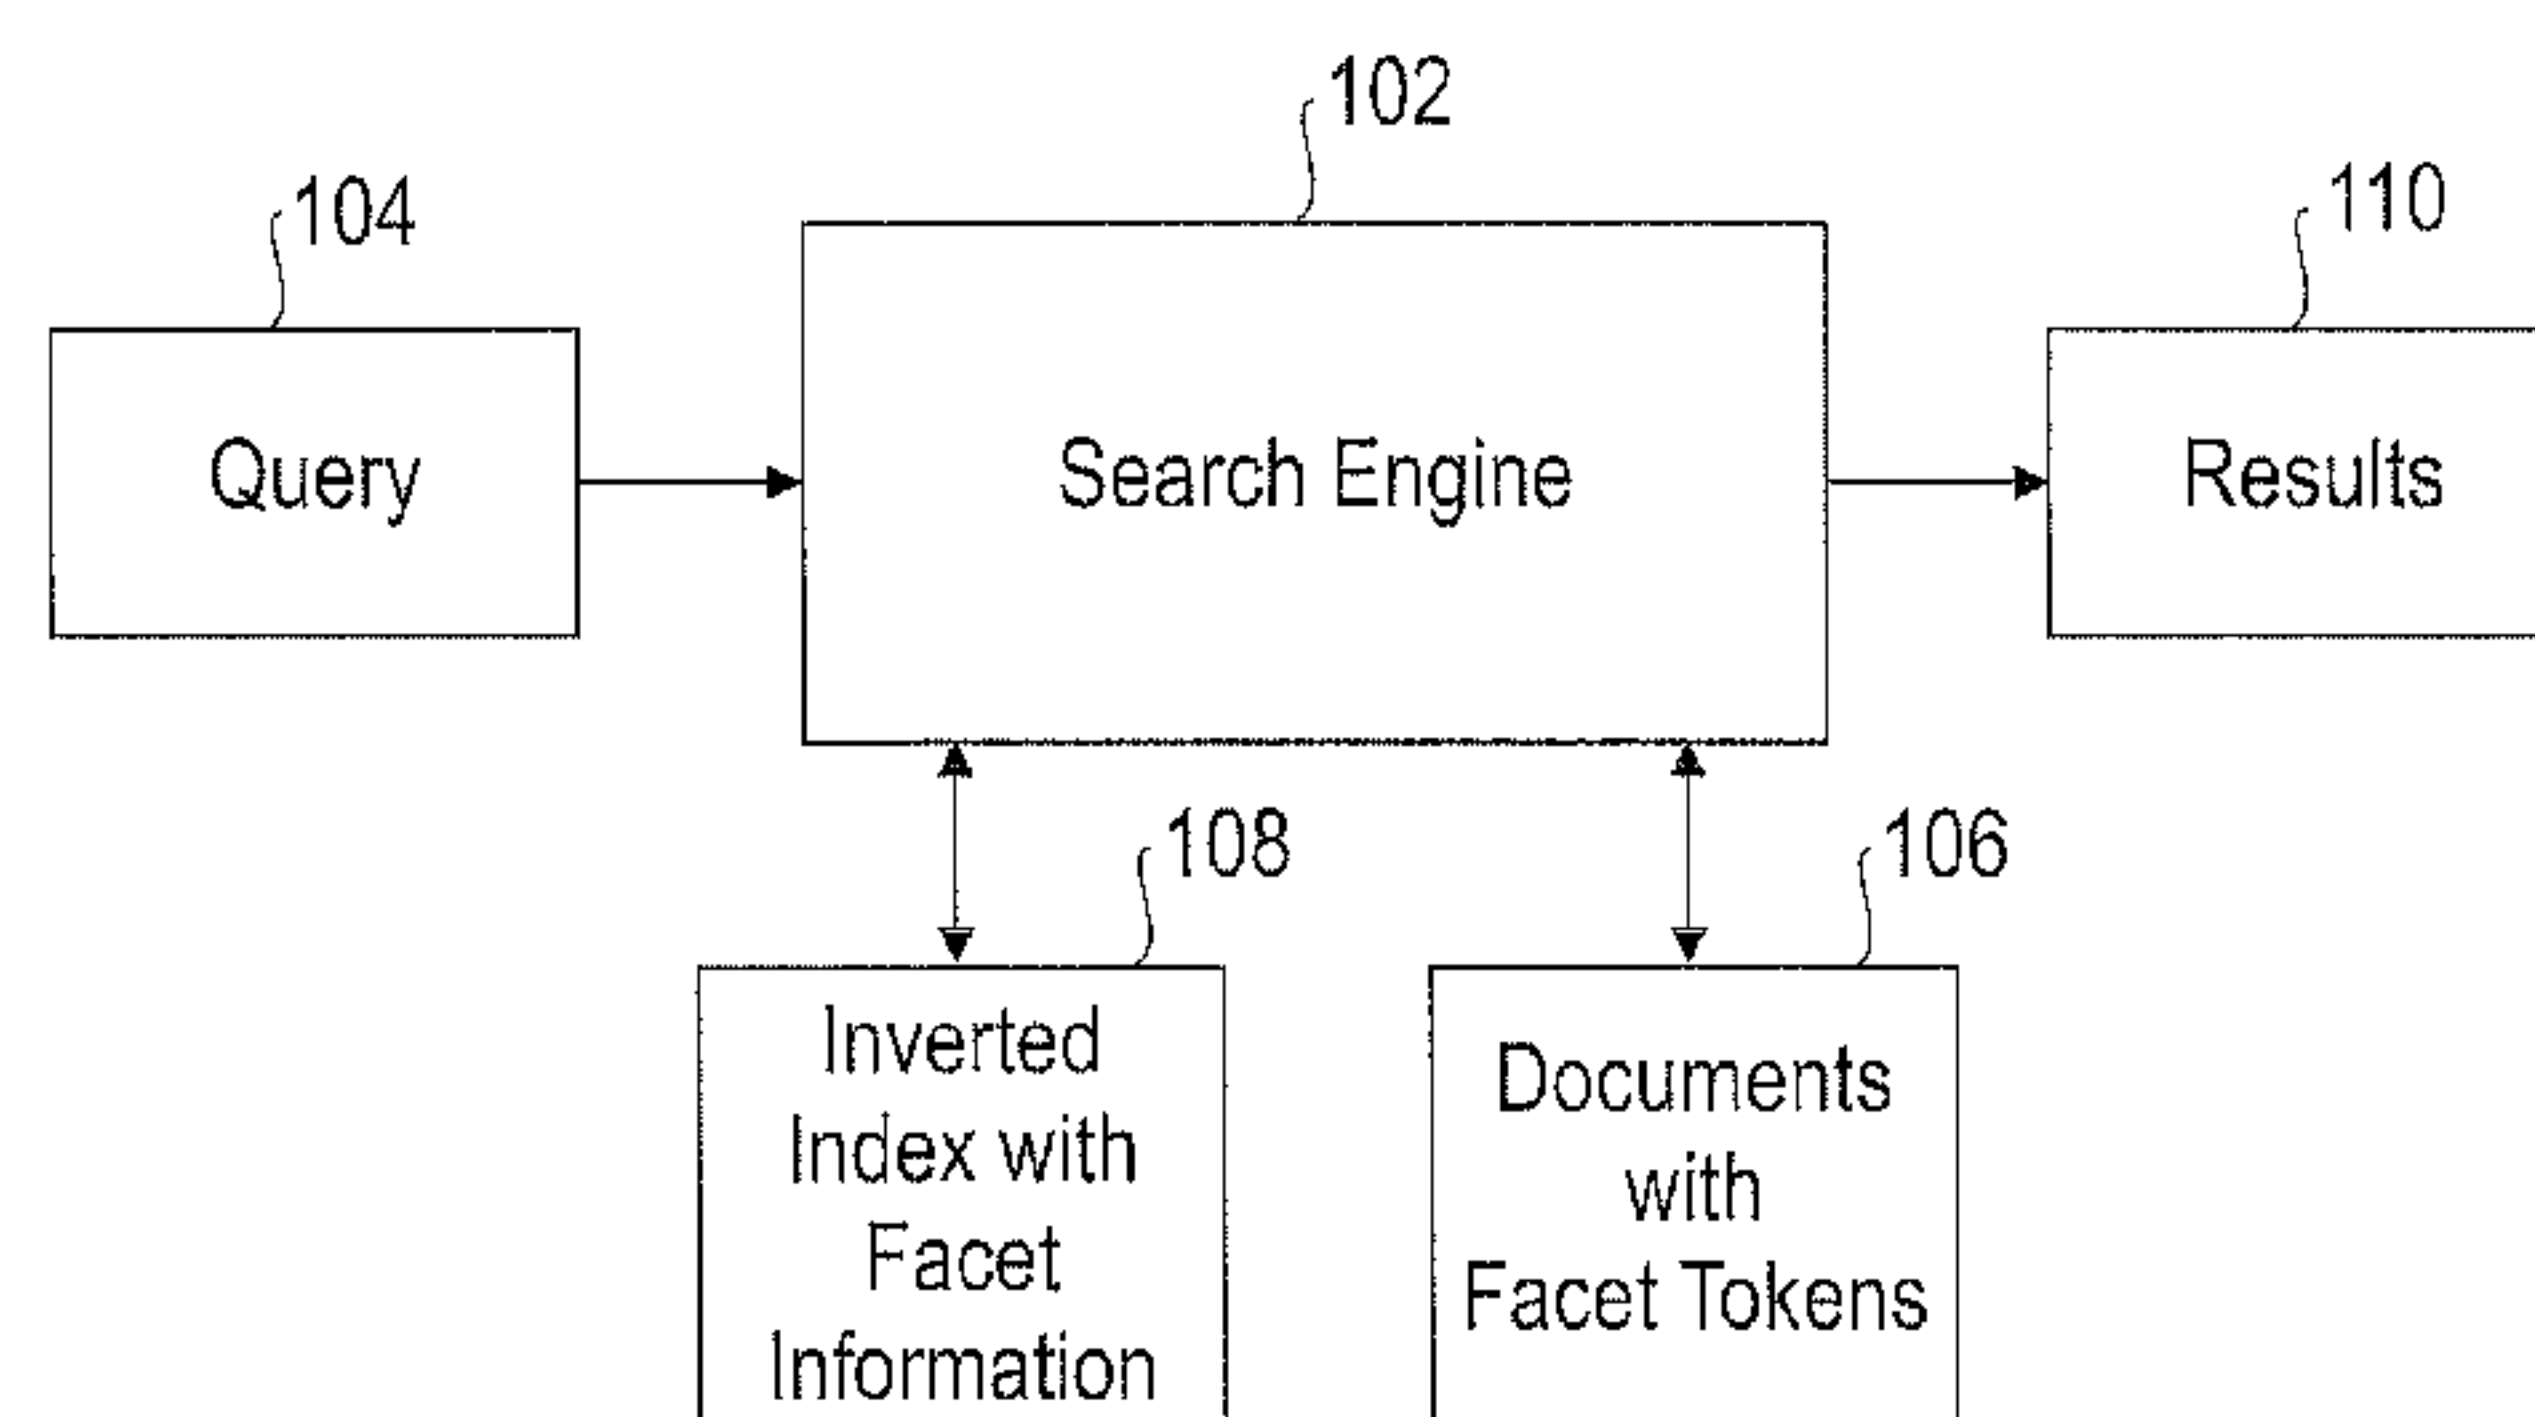 102
104
110
Query
Search Engine
Results
108
106
Inverted
Index with
Facet
Information
Documents
with
Facet Tokens